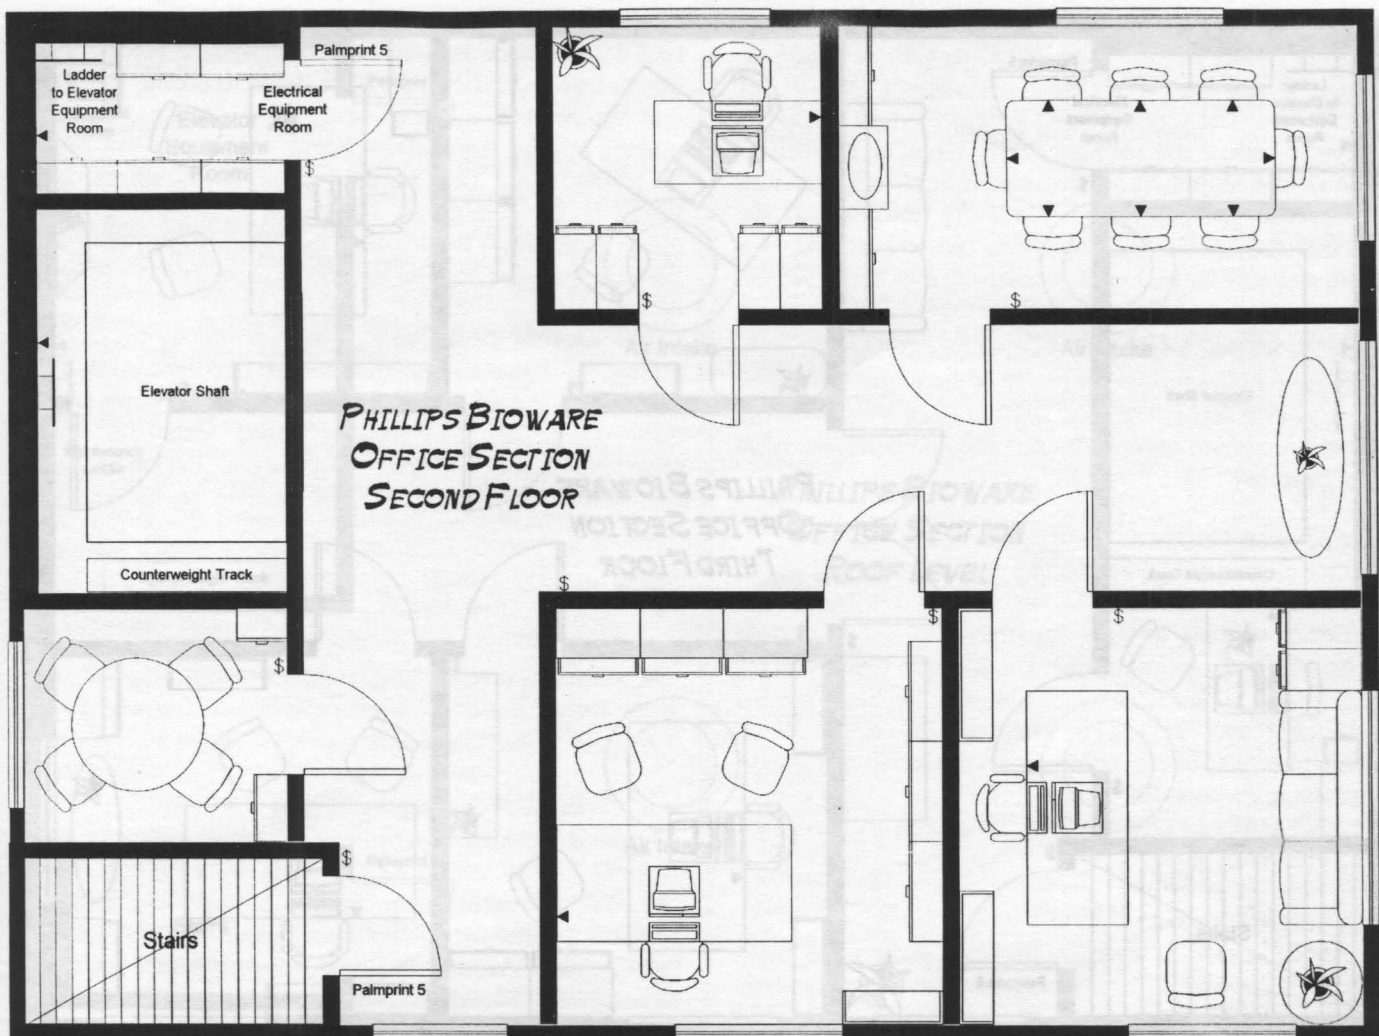 Palmprint 5
Ladder
to Elevator
Equipment
Room
Electrical
Equipment
Room
$
$
$
Elevator Shaft
PHILLIPS BIOWARE
OFFICE SECTION
SECOND FLOOR
Counterweight Track
$
$
$
$
$
Stairs
Palmprint 5